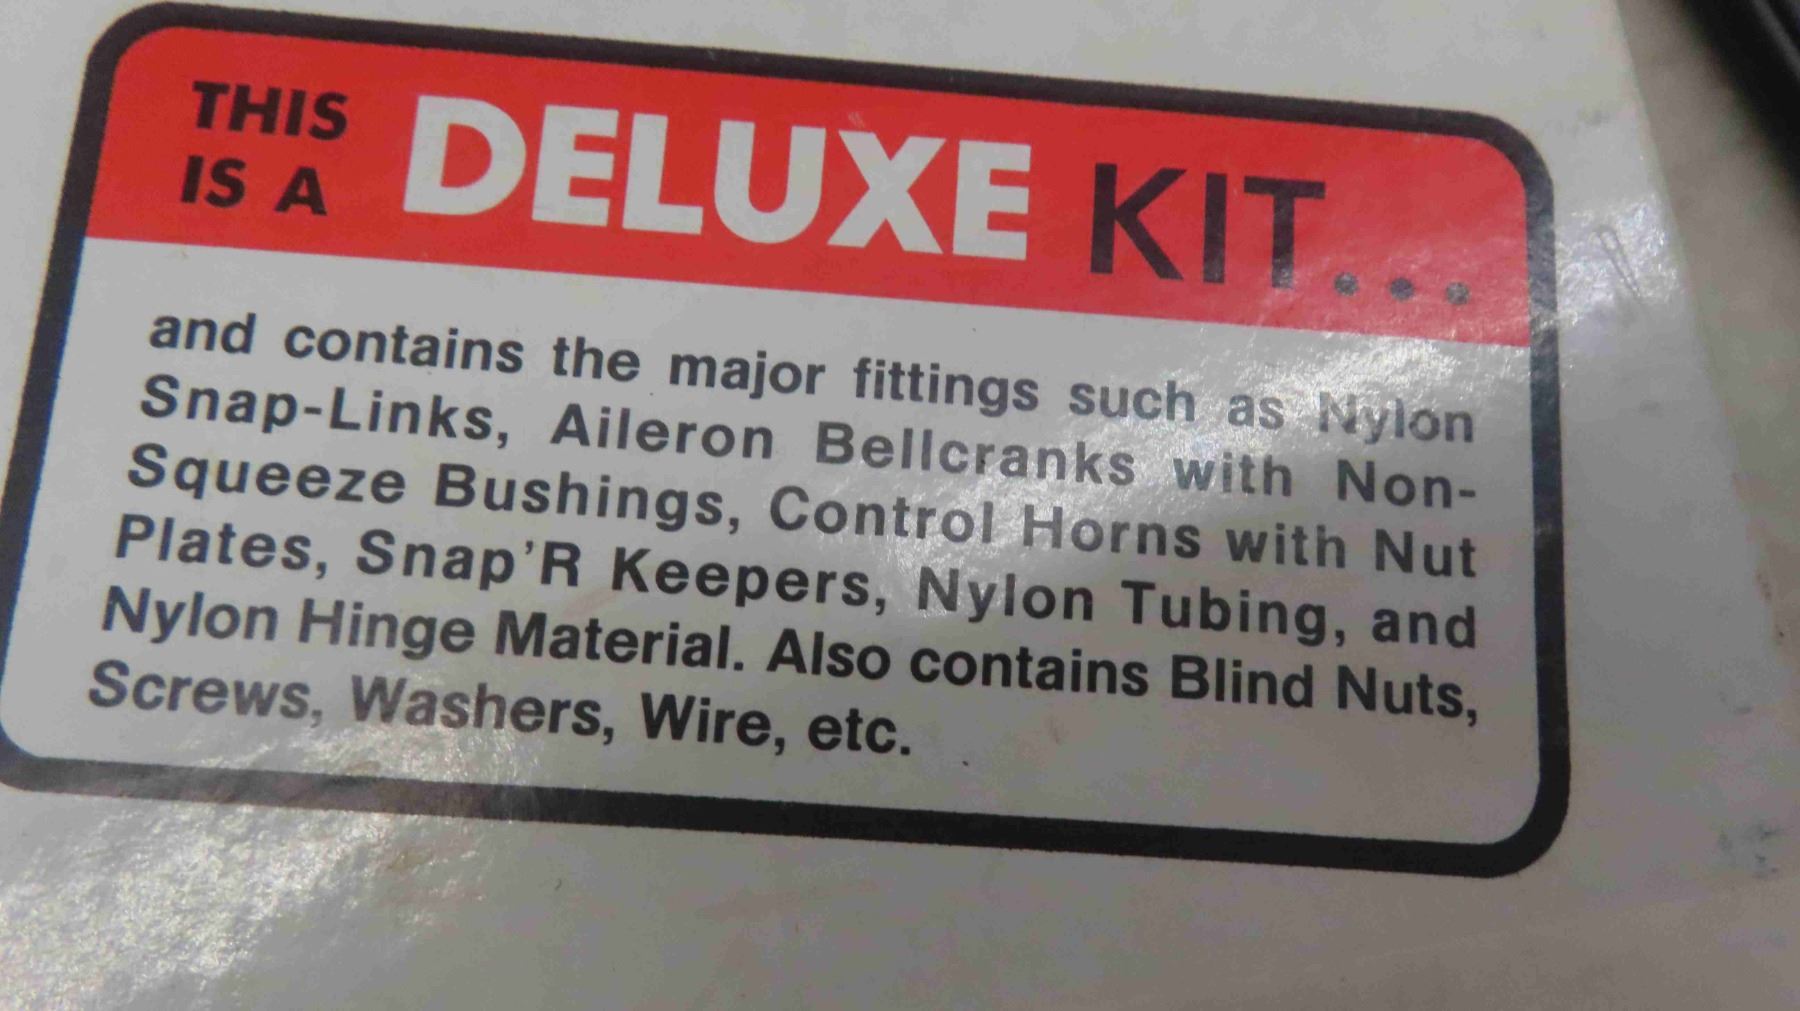 THIS
IS A DELUXE KIT...
and contains the major fittings such as Nylon
Snap-Links, Aileron Bellcranks with Non-
Squeeze Bushings, Control Horns with Nut
Plates, Snap'R Keepers, Nylon Tubing, and
Nylon Hinge Material. Also contains Blind Nuts,
Screws, Washers, Wire, etc.